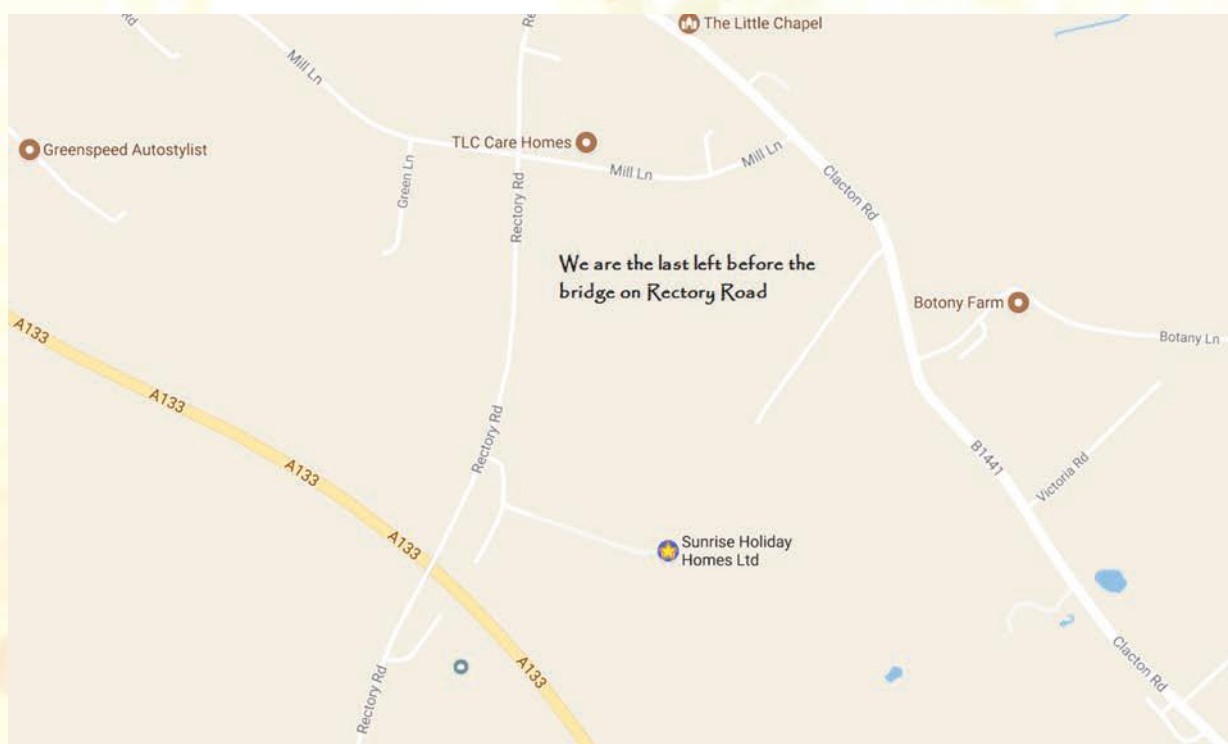 The Little Chapel
Rd
Re
Mill Ln
TLC Care Homes
Greenspeed Autostylist
Mill Ln
Mill Ln
Green Ln
Clacton Rd
Rectory Rd
We are the last left before the
bridge on Rectory Road
Botony Farm
A133
Botany Ln
A133
Rectory Rd
B1441
A133
Victoria Rd
A133
Sunrise Holiday
Homes Ltd
Clacton Rd
A133
Rectory Rd